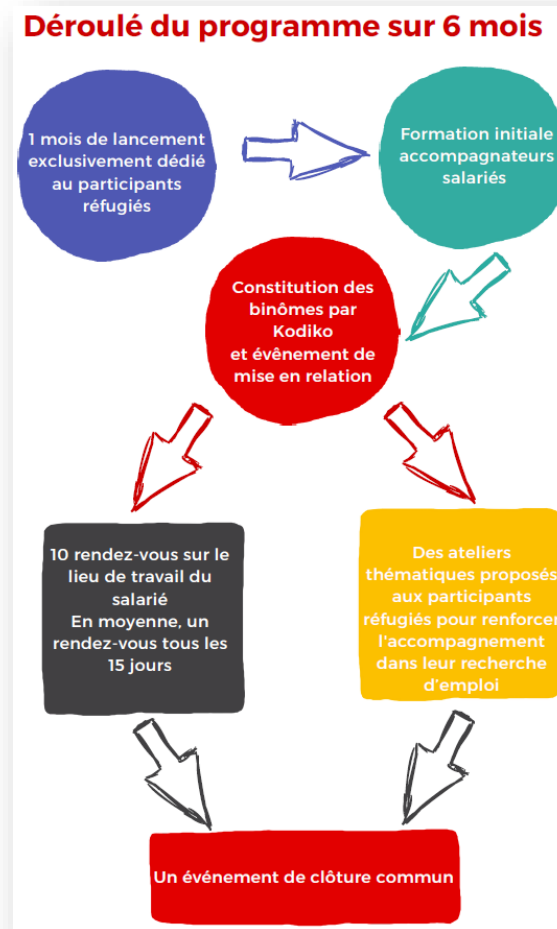 Déroulé du programme sur 6 mois
1 mois de lancement
exclusivement dédié
au participants
réfugiés
Formation initiale
accompagnateurs
salariés
Constitution des
binômes par
Kodiko
et évênement de
mise en relation
10 rendez-vous sur le
lieu de travail du
salarié
En moyenne, un
rendez-vous tous les
15 jours
Des ateliers
thématiques proposés
aux participants
réfugiés pour renforcer
l'accompagnement
dans leur recherche
d'emploi
Un événement de clôture commun